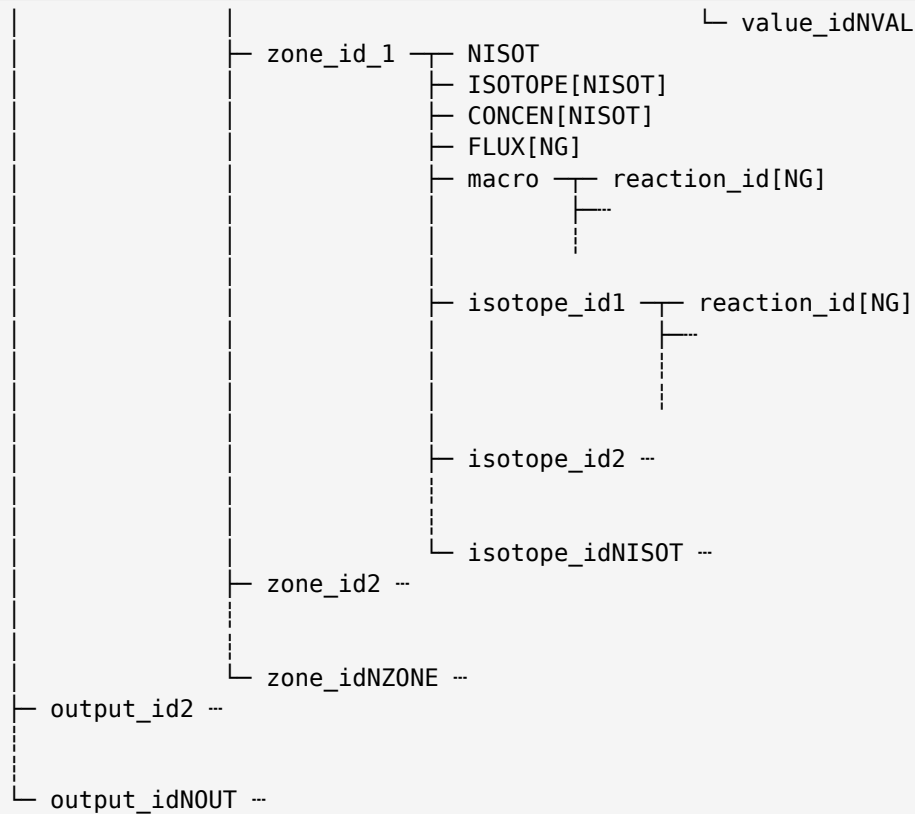 value_idNVAL
zone_id_1 NISOT
ISOTOPE[NISOT]
CONCEN[NISOT]
FLUX[NG]
macro reaction_id[NG]
isotope_id1 reaction_id[NG]
isotope_id2
isotope_idNISOT
zone_id2
zone_idNZONE
output_id2
output_idNOUT